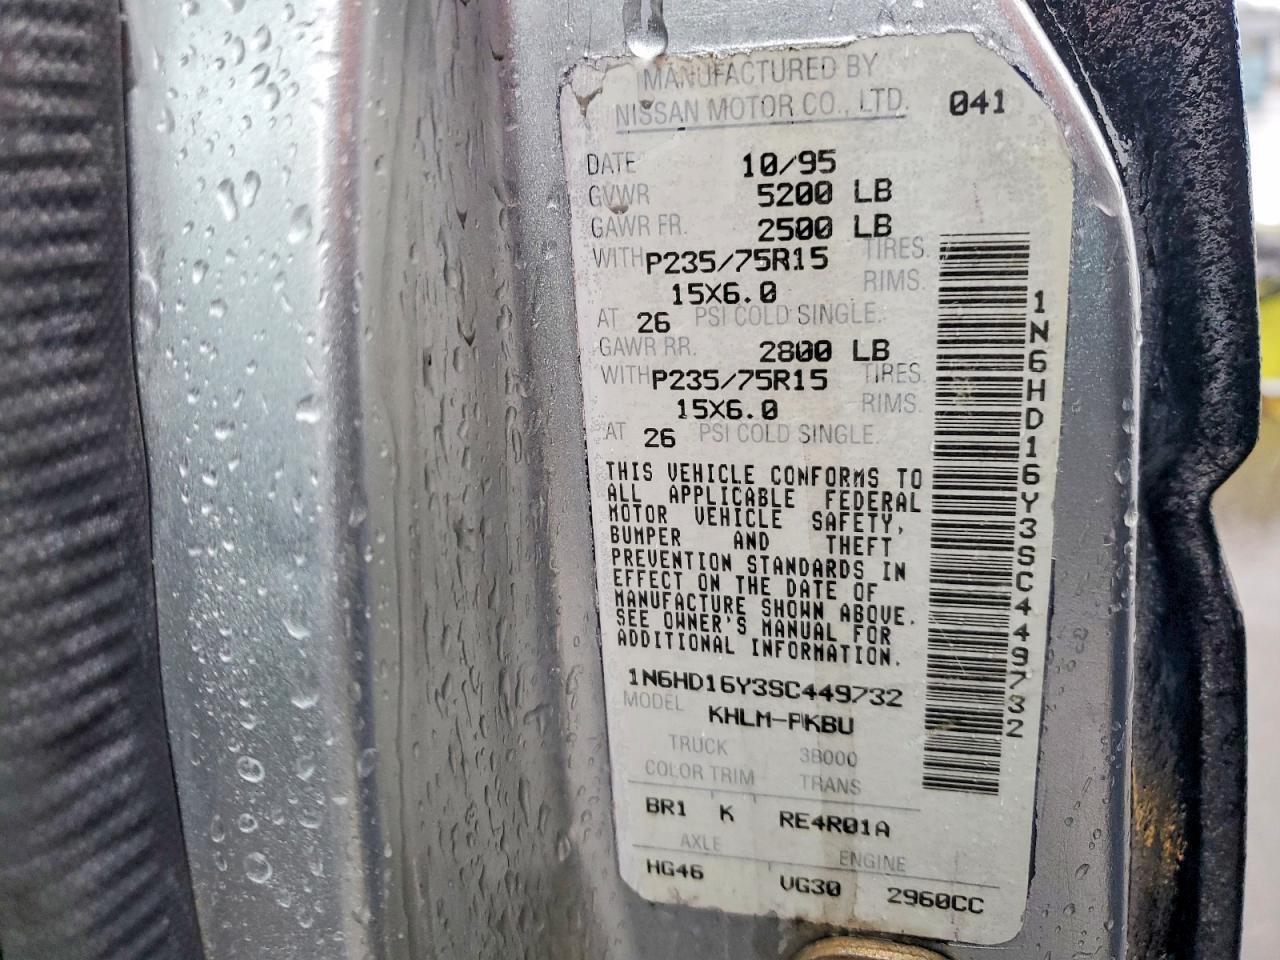 MANUFACTURED BY
NISSAN MOTOR CO., LTD. 041
DATE 10/95
GVWR 5200 LB
GAWR FR. 2500 LB
WITH P235/75R15 TIRES.
15X6.0 RIMS.
AT 26 PSI COLD SINGLE.
GAWR RR. 2800 LB
WITH P235/75R15 TIRES.
15X6.0 RIMS.
AT 26 PSI COLD SINGLE.
THIS VEHICLE CONFORMS TO
ALL APPLICABLE FEDERAL
MOTOR VEHICLE SAFETY,
BUMPER AND THEFT
PREVENTION STANDARDS IN
EFFECT ON THE DATE OF
MANUFACTURE SHOWN ABOVE.
SEE OWNER'S MANUAL FOR
ADDITIONAL INFORMATION.
1N6HD16Y3SC449732
MODEL KHLM-PKBU
TRUCK 3B000
COLOR TRIM TRANS
BR1 K RE4R01A
AXLE ENGINE
HG46 VG30 2960CC
1N6HD16Y3SC449732